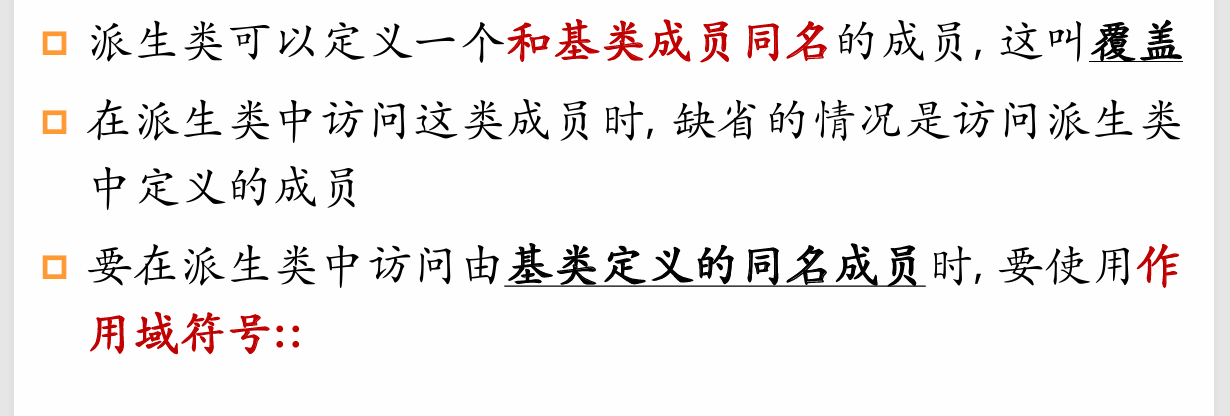 派生类可以定义一个和基类成员同名的成员, 这叫覆盖
在派生类中访问这类成员时, 缺省的情况是访问派生类
中定义的成员
要在派生类中访问由基类定义的同名成员时, 要使用作
用域符号::